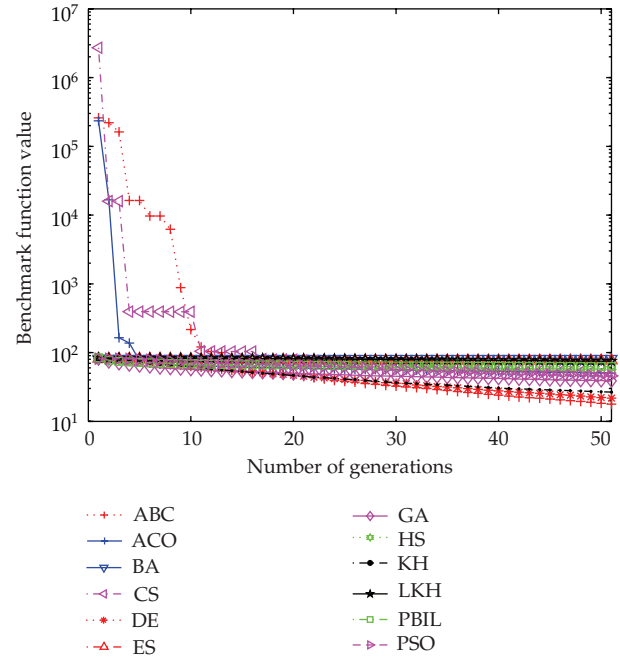 10^7
10^6
10^5
10^4
10^3
10^2
10^1
Benchmark function value
0 10 20 30 40 50
Number of generations
ABC
ACO
BA
CS
DE
ES
GA
HS
KH
LKH
PBIL
PSO